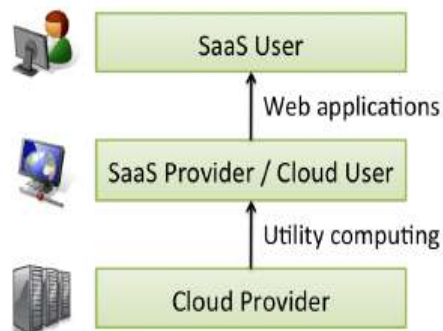 SaaS User
Web applications
SaaS Provider / Cloud User
Utility computing
Cloud Provider